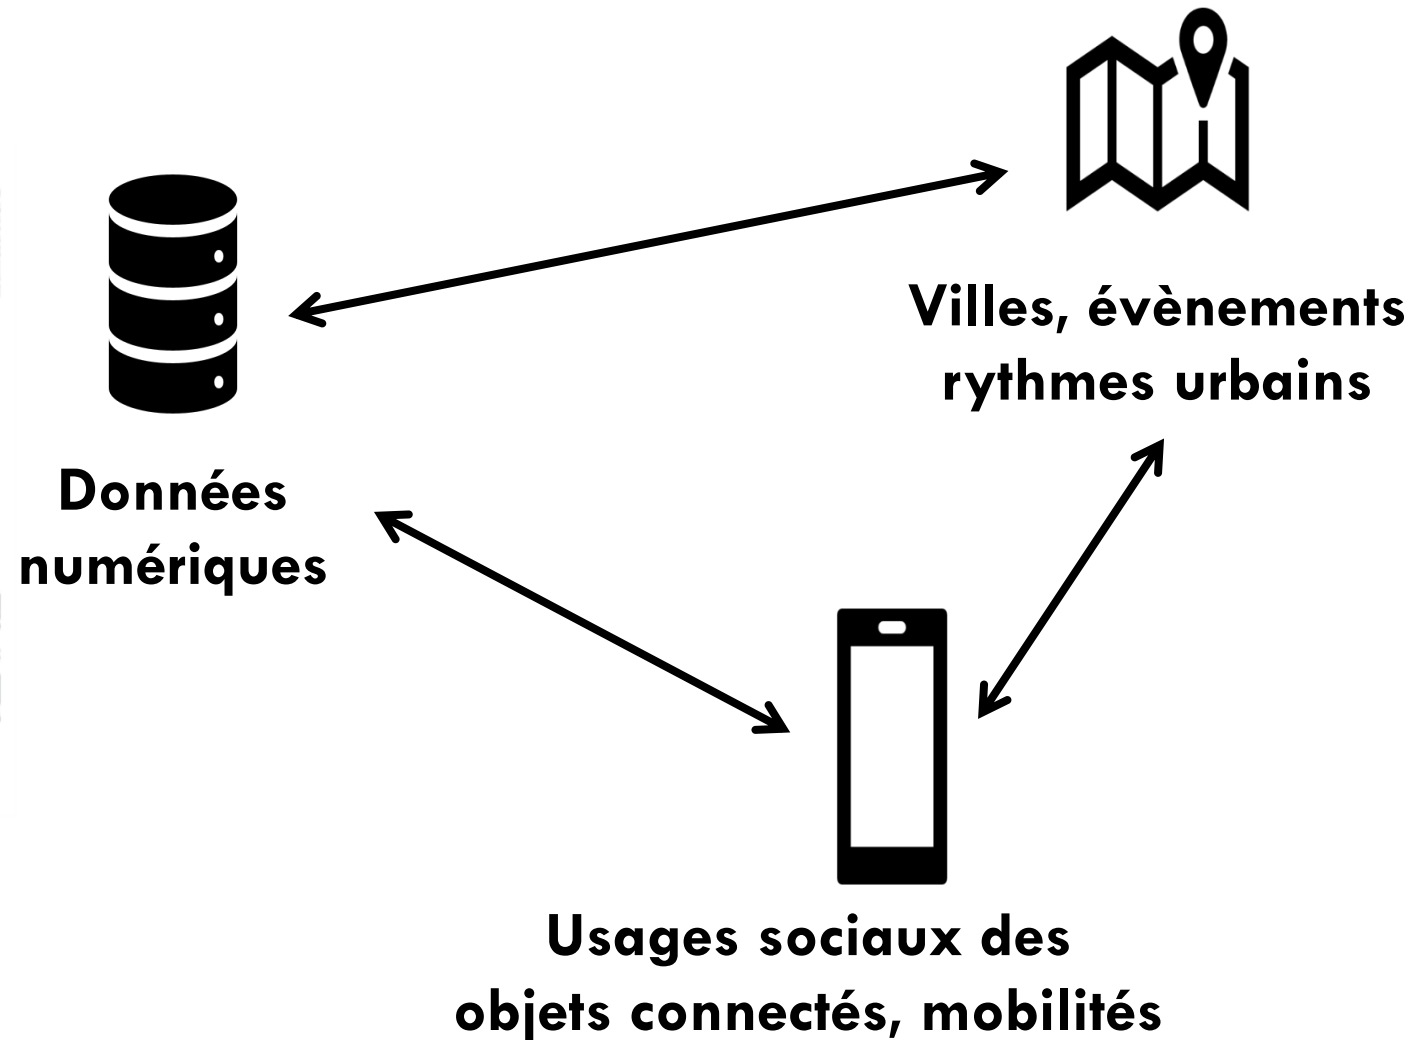 Villes, évènements
rythmes urbains
Données
numériques
Usages sociaux des
objets connectés, mobilités